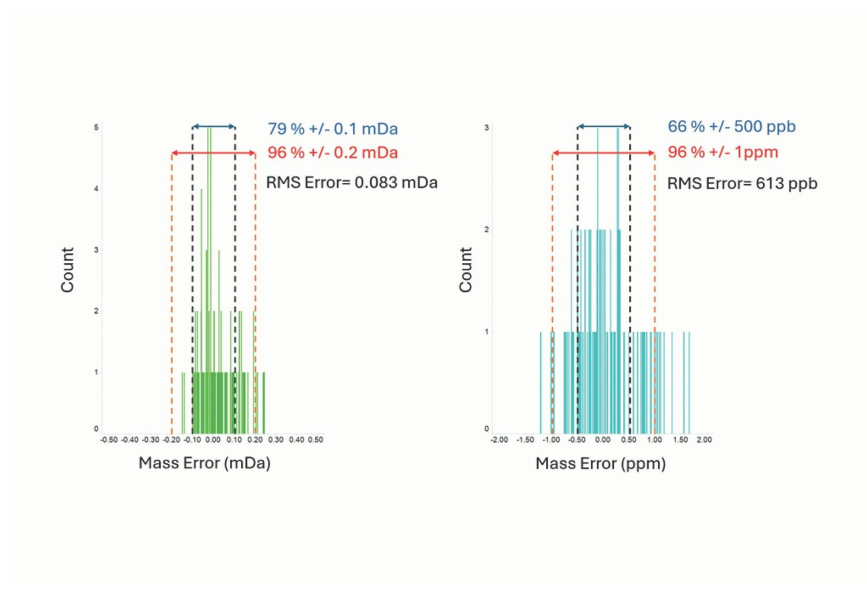 79 % +/- 0.1 mDa
96 % +/- 0.2 mDa
RMS Error= 0.083 mDa
5
4
3
2
1
0
Count
-0.50 -0.40 -0.30 -0.20 -0.10 0.00 0.10 0.20 0.30 0.40 0.50
Mass Error (mDa)
66 % +/- 500 ppb
96 % +/- 1ppm
RMS Error= 613 ppb
3
2
1
0
Count
-2.00 -1.50 -1.00 -0.50 0.00 0.50 1.00 1.50 2.00
Mass Error (ppm)